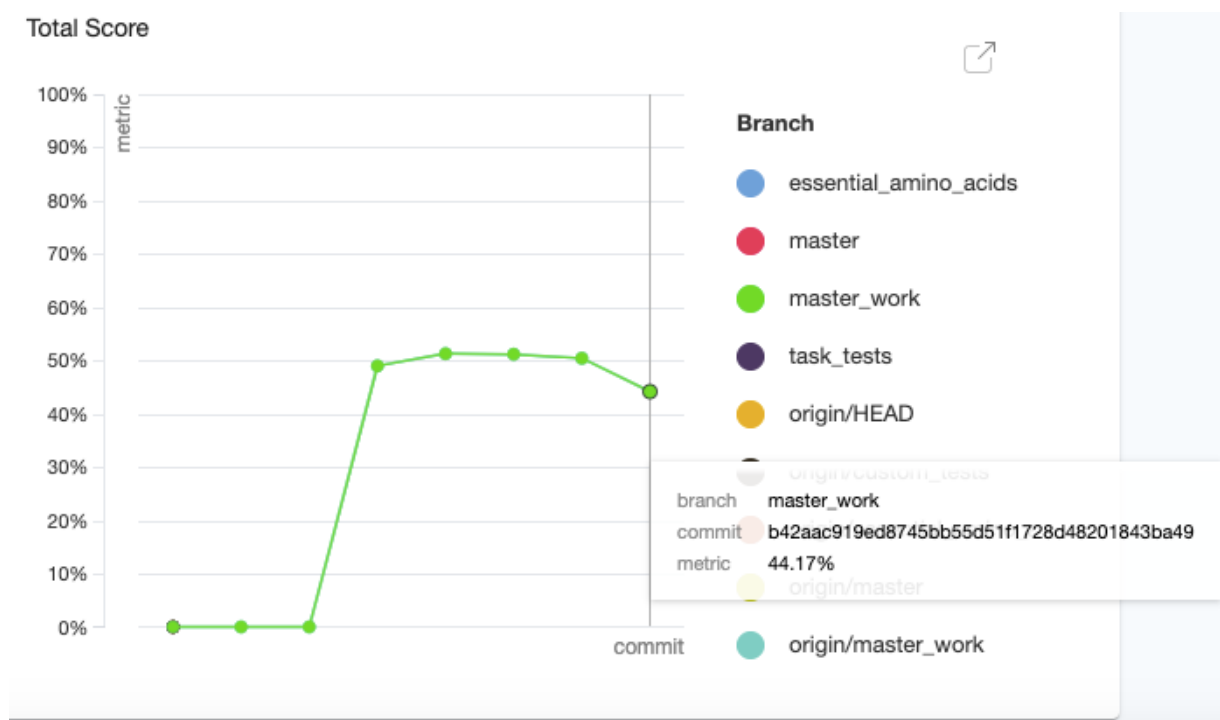 Total Score
100%
metric
90%
80%
70%
60%
50%
40%
30%
20%
10%
0%
commit
Branch
essential_amino_acids
master
master_work
task_tests
origin/HEAD
origin/custom_tests
branch master_work
commit b42aac919ed8745bb55d51f1728d48201843ba49
metric 44.17%
origin/master
origin/master_work